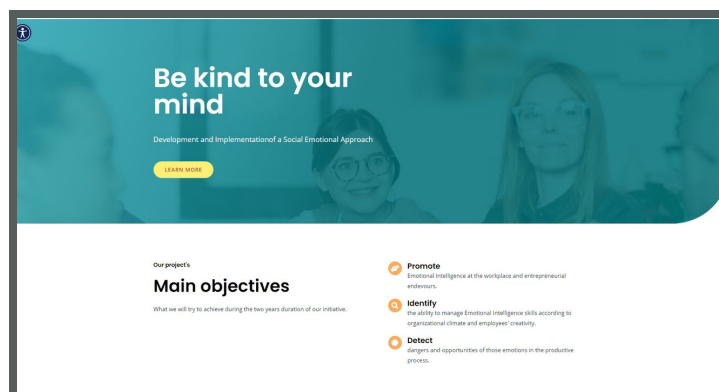 Be kind to your
mind
Development and Implementationof a Social Emotional Approach
LEARN MORE
Our project's
Main objectives
What we will try to achieve during the two years duration of our initiative.
Promote
Emotional Intelligence at the workplace and entrepreneurial
endevours.
Identify
the ability to manage Emotional Intelligence skills according to
organizational climate and employees' creativity.
Detect
dangers and opportunities of those emotions in the productive
process.